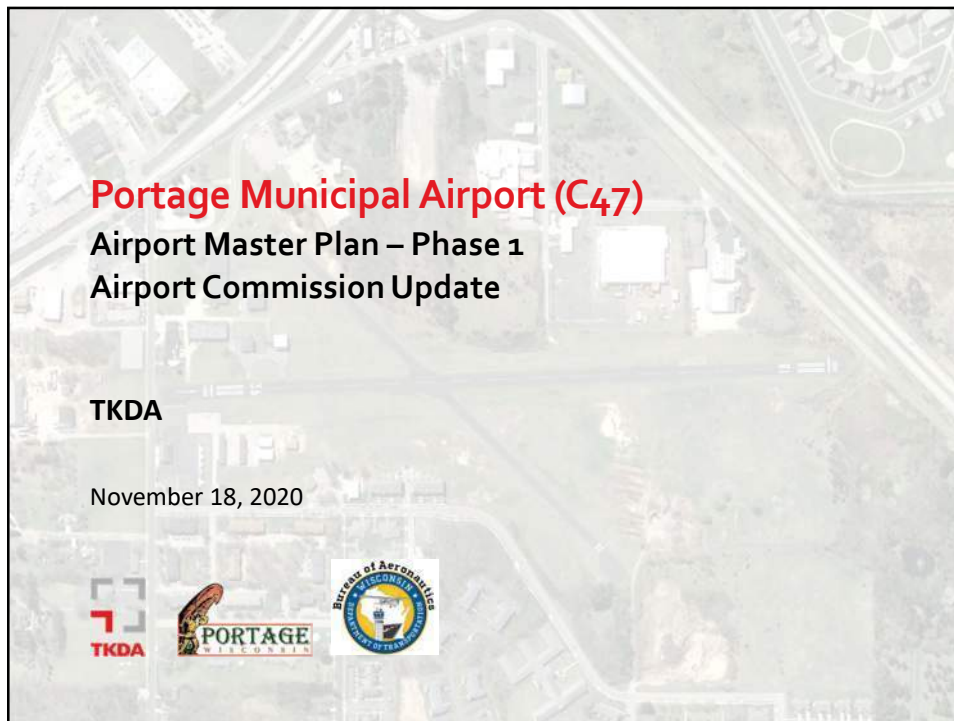 Portage Municipal Airport (C47)
Airport Master Plan – Phase 1
Airport Commission Update
TKDA
November 18, 2020
TKDA
PORTAGE
WISCONSIN
Bureau of Aeronautics
WISCONSIN
DEPARTMENT OF TRANSPORTATION